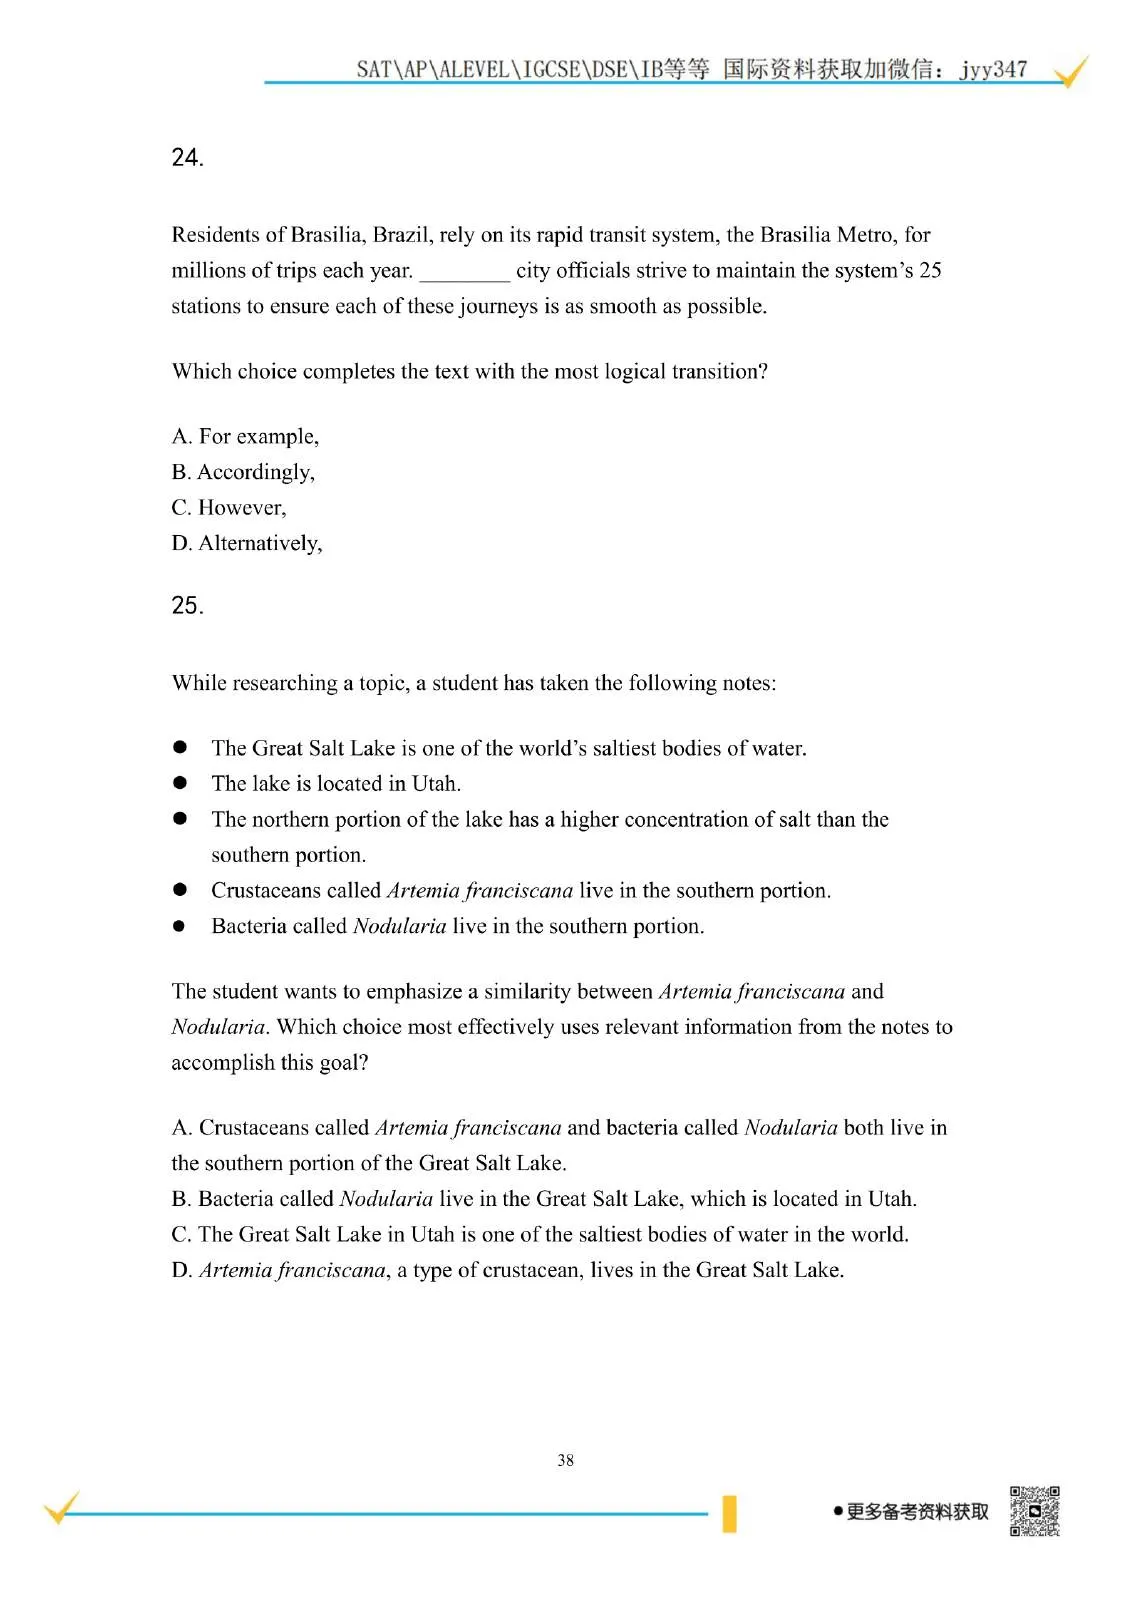 SAT\AP\ALEVEL\IGCSE\DSE\IB等等 国际资料获取加微信：jyy347
24.
Residents of Brasilia, Brazil, rely on its rapid transit system, the Brasilia Metro, for
millions of trips each year. ________ city officials strive to maintain the system’s 25
stations to ensure each of these journeys is as smooth as possible.
Which choice completes the text with the most logical transition?
A. For example,
B. Accordingly,
C. However,
D. Alternatively,
25.
While researching a topic, a student has taken the following notes:
● The Great Salt Lake is one of the world’s saltiest bodies of water.
● The lake is located in Utah.
● The northern portion of the lake has a higher concentration of salt than the
southern portion.
● Crustaceans called Artemia franciscana live in the southern portion.
● Bacteria called Nodularia live in the southern portion.
The student wants to emphasize a similarity between Artemia franciscana and
Nodularia. Which choice most effectively uses relevant information from the notes to
accomplish this goal?
A. Crustaceans called Artemia franciscana and bacteria called Nodularia both live in
the southern portion of the Great Salt Lake.
B. Bacteria called Nodularia live in the Great Salt Lake, which is located in Utah.
C. The Great Salt Lake in Utah is one of the saltiest bodies of water in the world.
D. Artemia franciscana, a type of crustacean, lives in the Great Salt Lake.
38
●更多备考资料获取